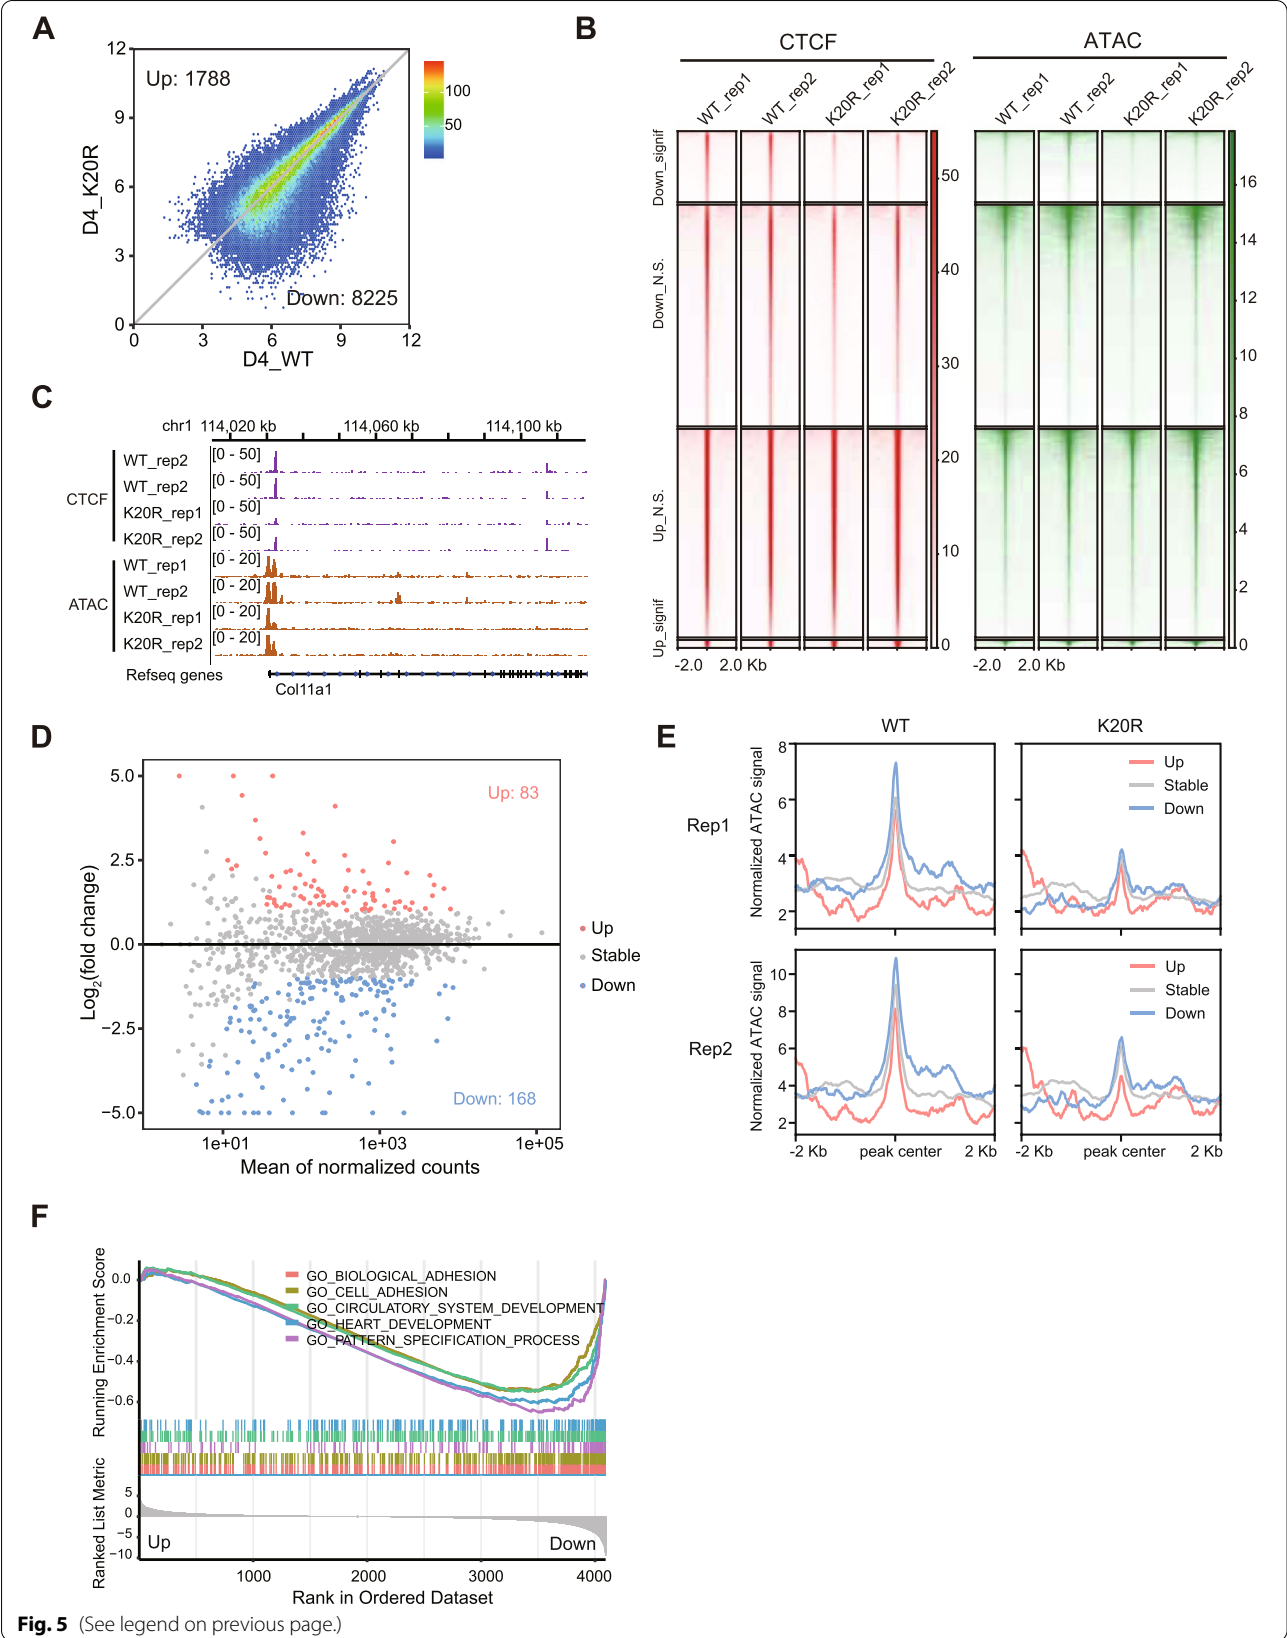 A
Up: 1788
Down: 8225
D4_K20R
12
9
6
3
0
0 3 6 9 12
D4_WT
100
50
B
CTCF
ATAC
WT_rep1 WT_rep2 K20R_rep1 K20R_rep2
WT_rep1 WT_rep2 K20R_rep1 K20R_rep2
Down_signif
Down_N.S.
Up_N.S.
Up_signif
50
40
30
20
10
0
16
14
12
10
8
6
4
2
0
-2.0 2.0 Kb
-2.0 2.0 Kb
C
chr1 114,020 kb 114,060 kb 114,100 kb
CTCF
WT_rep2 [0 - 50]
WT_rep2 [0 - 50]
K20R_rep1 [0 - 50]
K20R_rep2 [0 - 50]
ATAC
WT_rep1 [0 - 20]
WT_rep2 [0 - 20]
K20R_rep1 [0 - 20]
K20R_rep2 [0 - 20]
Refseq genes
Col11a1
D
Log2(fold change)
5.0
2.5
0.0
−2.5
−5.0
Up: 83
Down: 168
Up
Stable
Down
1e+01 1e+03 1e+05
Mean of normalized counts
E
WT
K20R
Rep1
Normalized ATAC signal
8
6
4
2
Up
Stable
Down
Rep2
Normalized ATAC signal
10
8
6
4
2
Up
Stable
Down
-2 Kb peak center 2 Kb
-2 Kb peak center 2 Kb
F
Running Enrichment Score
0.0
−0.2
−0.4
−0.6
GO_BIOLOGICAL_ADHESION
GO_CELL_ADHESION
GO_CIRCULATORY_SYSTEM_DEVELOPMENT
GO_HEART_DEVELOPMENT
GO_PATTERN_SPECIFICATION_PROCESS
Ranked List Metric
5
0
−5
−10
Up
Down
1000 2000 3000 4000
Rank in Ordered Dataset
Fig. 5 (See legend on previous page.)